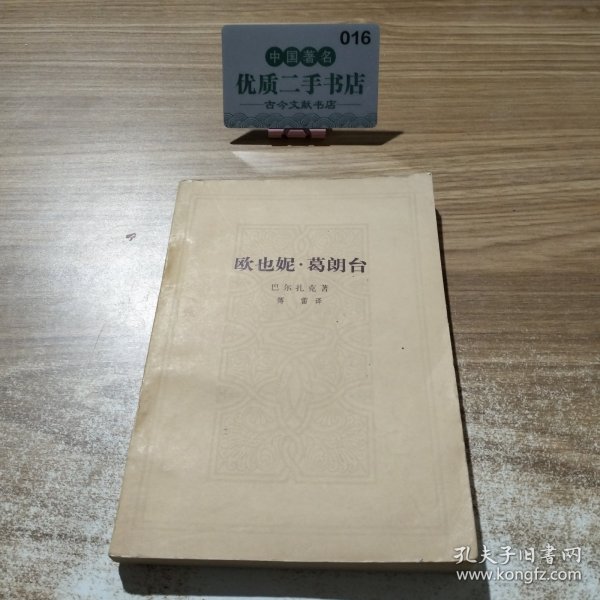 016
中国著名
优质二手书店
古今文献书店
欧也妮·葛朗台
巴尔扎克著
傅雷译
孔夫子旧书网
www.kongfz.com